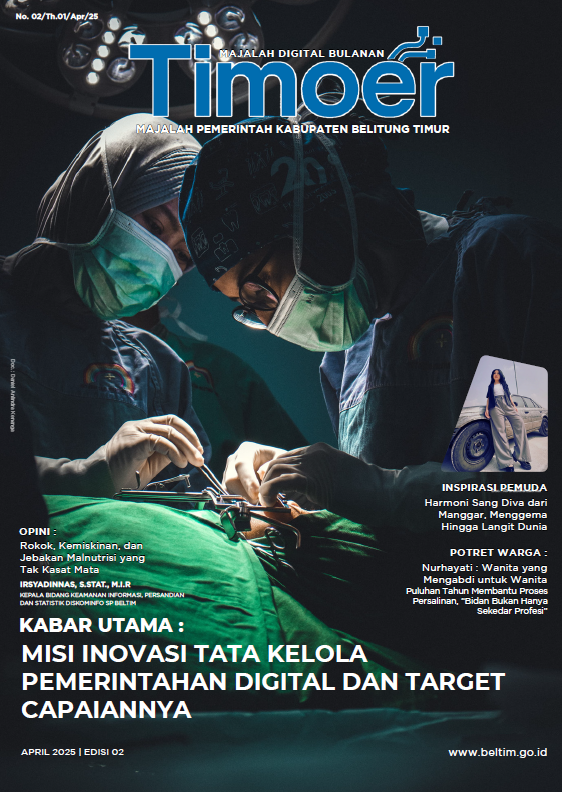 No. 02/Th.01/Apr/25
MAJALAH DIGITAL BULANAN
Timoer
MAJALAH PEMERINTAH KABUPATEN BELITUNG TIMUR
INSPIRASI PEMUDA
Harmoni Sang Diva dari
Manggar, Menggema
Hingga Langit Dunia
OPINI :
Rokok, Kemiskinan, dan
Jebakan Malnutrisi yang
Tak Kasat Mata
IRSYADINNAS, S.STAT., M.I.R
KEPALA BIDANG KEAMANAN INFORMASI, PERSANDIAN
DAN STATISTIK DISKOMINFO SP BELTIM
POTRET WARGA :
Nurhayati : Wanita yang
Mengabdi untuk Wanita
Puluhan Tahun Membantu Proses
Persalinan, "Bidan Bukan Hanya
Sekedar Profesi"
KABAR UTAMA :
MISI INOVASI TATA KELOLA
PEMERINTAHAN DIGITAL DAN TARGET
CAPAIANNYA
APRIL 2025 | EDISI 02
www.beltim.go.id